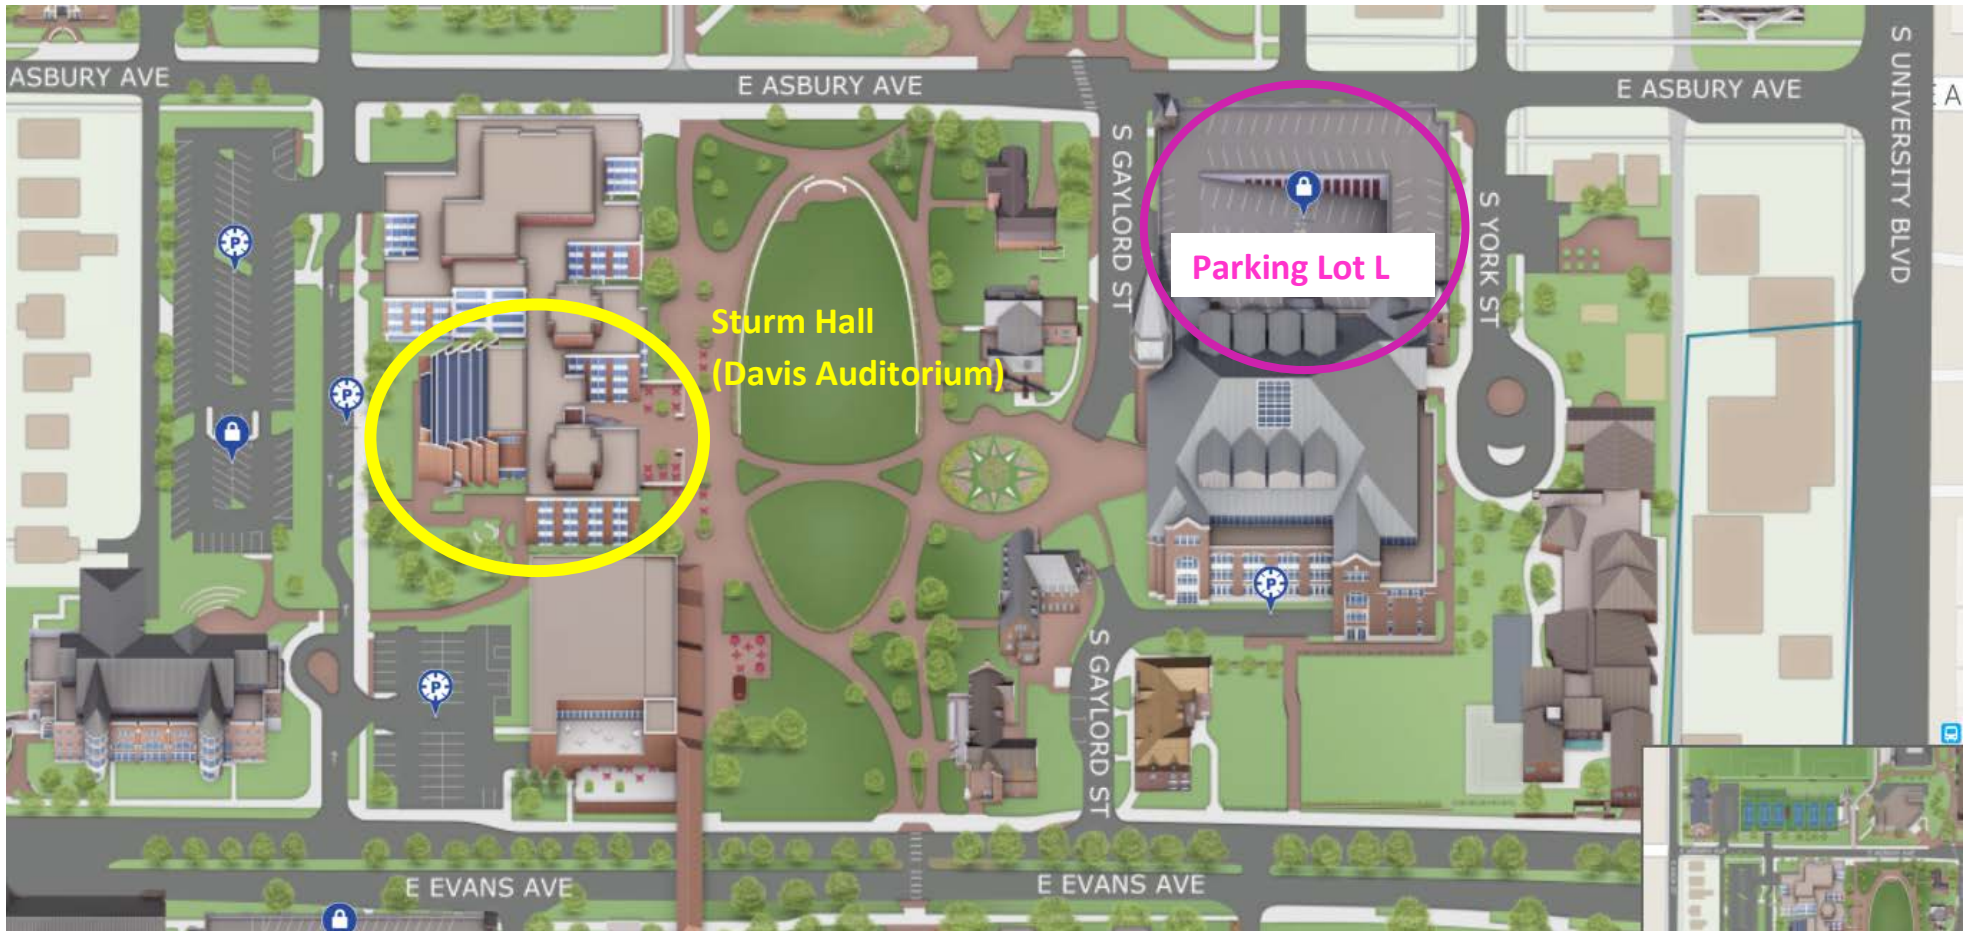 ASBURY AVE
E ASBURY AVE
E ASBURY AVE
S UNIVERSITY BLVD
E A
S GAYLORD ST
S YORK ST
P
Parking Lot L
Sturm Hall
(Davis Auditorium)
P
P
P
S GAYLORD ST
E EVANS AVE
E EVANS AVE